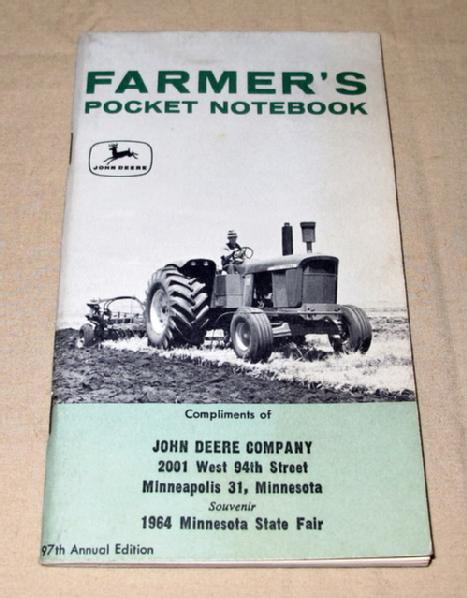 FARMER'S
POCKET NOTEBOOK
JOHN DEERE
Compliments of
JOHN DEERE COMPANY
2001 West 94th Street
Minneapolis 31, Minnesota
Souvenir
1964 Minnesota State Fair
97th Annual Edition